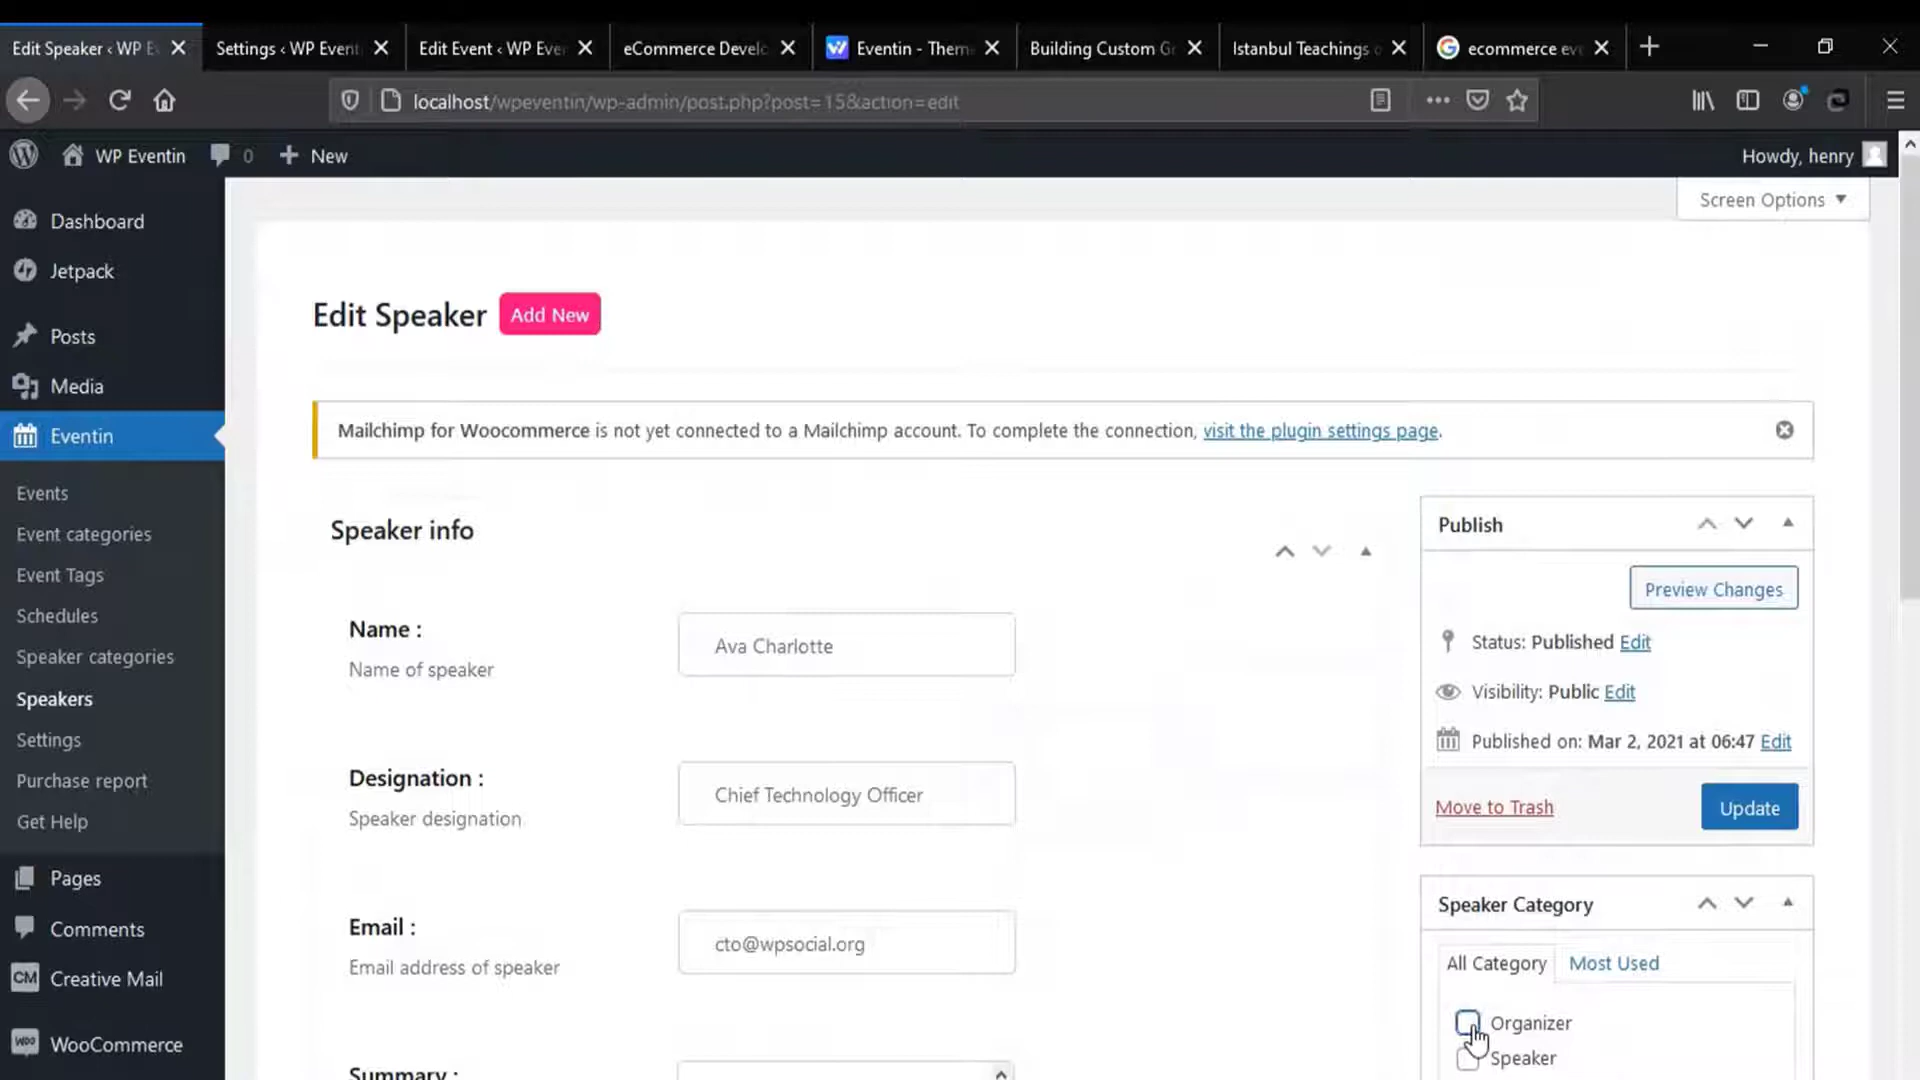 Edit Speaker ‹ WP E
Settings ‹ WP Event
Edit Event ‹ WP Eve
eCommerce Develo
Eventin - Them
Building Custom G
Istanbul Teachings
ecommerce ev
localhost/wpeventin/wp-admin/post.php?post=15&action=edit
WP Eventin
0
New
Howdy, henry
Screen Options
Dashboard
Jetpack
Posts
Media
Eventin
Events
Event categories
Event Tags
Schedules
Speaker categories
Speakers
Settings
Purchase report
Get Help
Pages
Comments
CM Creative Mail
Woo WooCommerce
Edit Speaker
Add New
Mailchimp for Woocommerce is not yet connected to a Mailchimp account. To complete the connection, visit the plugin settings page.
Speaker info
Name :
Name of speaker
Ava Charlotte
Designation :
Speaker designation
Chief Technology Officer
Email :
Email address of speaker
cto@wpsocial.org
Summary :
Publish
Preview Changes
Status: Published Edit
Visibility: Public Edit
Published on: Mar 2, 2021 at 06:47 Edit
Move to Trash
Update
Speaker Category
All Category
Most Used
Organizer
Speaker